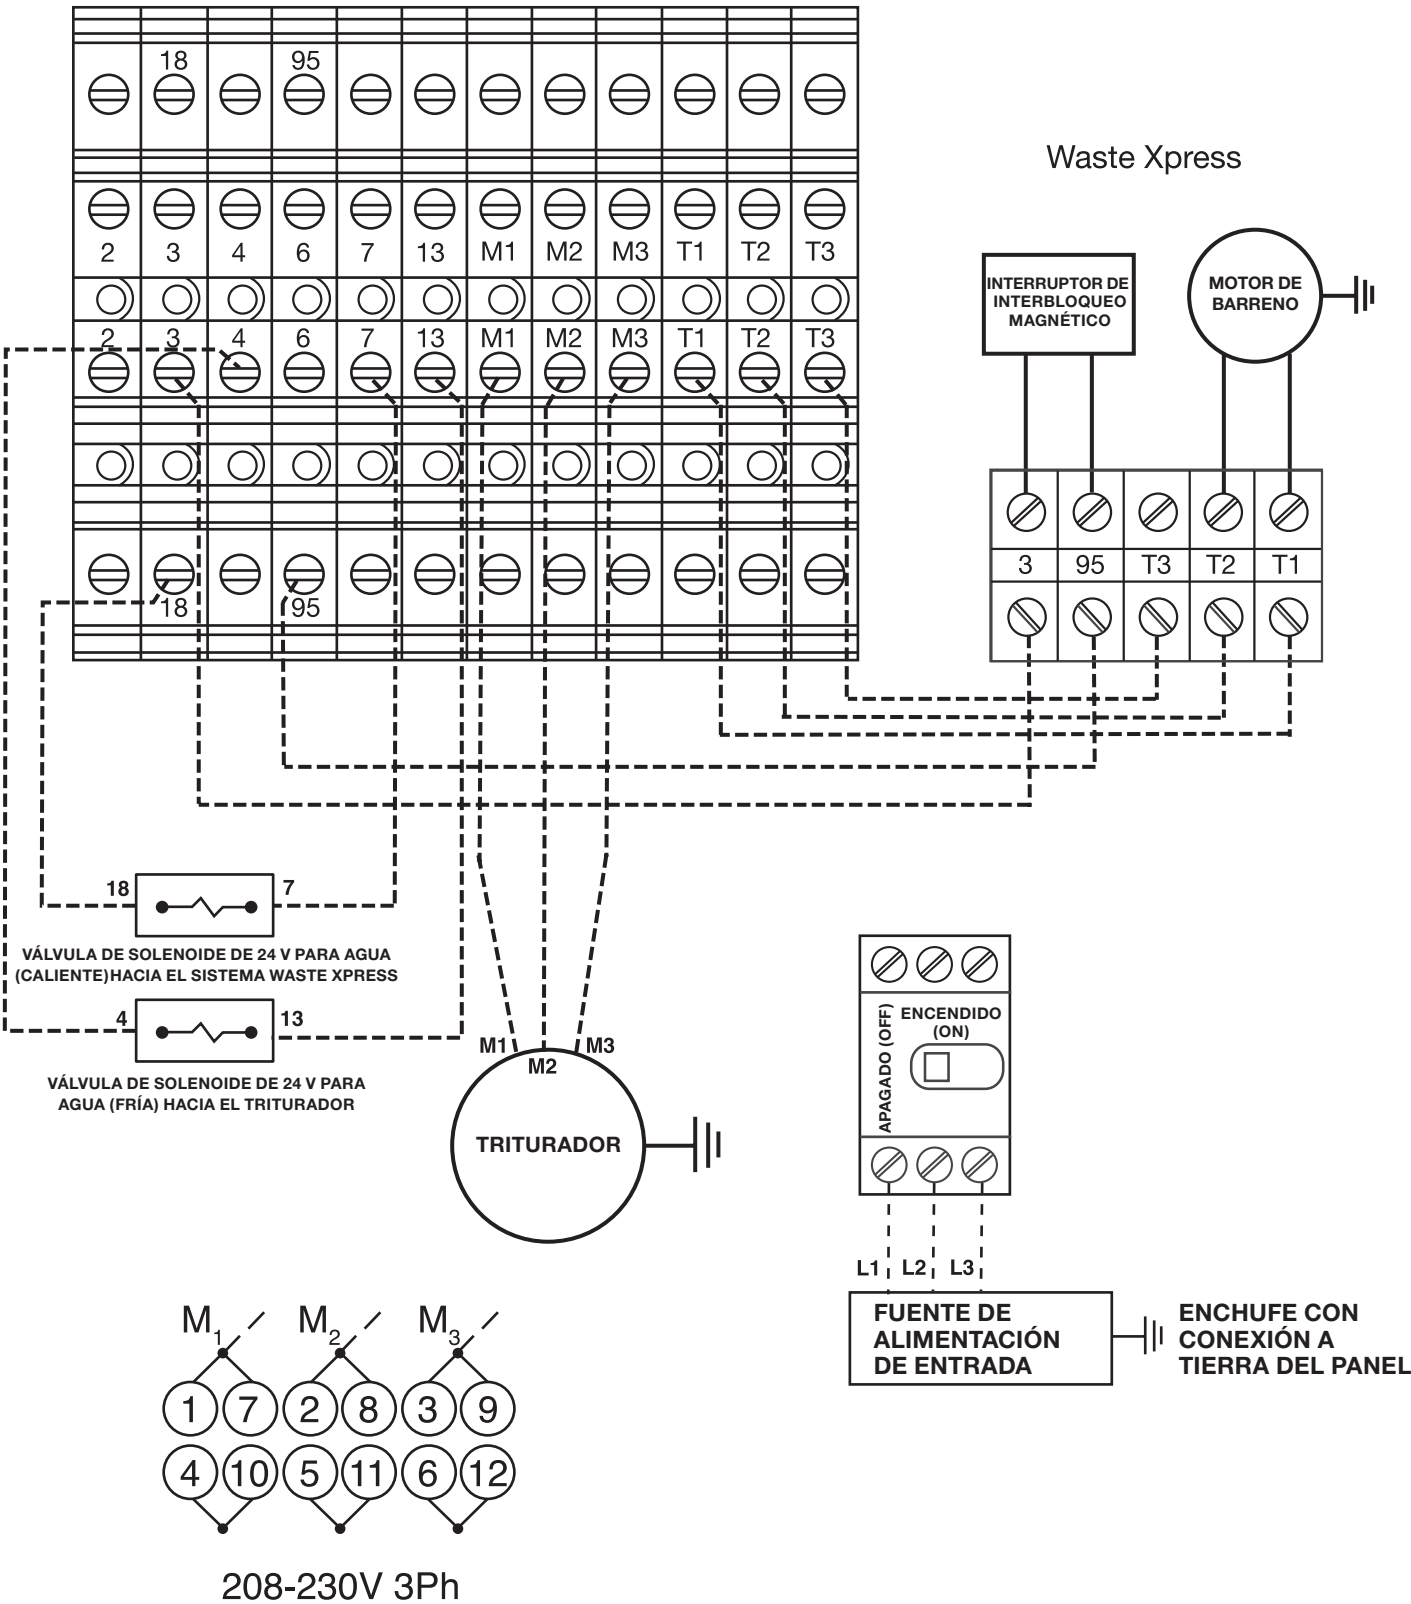 18 95
Waste Xpress
2 3 4 6 7 13 M1 M2 M3 T1 T2 T3
INTERRUPTOR DE
INTERBLOQUEO
MAGNÉTICO
MOTOR DE
BARRENO
2 3 4 6 7 13 M1 M2 M3 T1 T2 T3
3 95 T3 T2 T1
18 95
18 7
VÁLVULA DE SOLENOIDE DE 24 V PARA AGUA
(CALIENTE)HACIA EL SISTEMA WASTE XPRESS
4 13
VÁLVULA DE SOLENOIDE DE 24 V PARA
AGUA (FRÍA) HACIA EL TRITURADOR
M1 M2 M3
TRITURADOR
APAGADO (OFF)
ENCENDIDO
(ON)
L1 L2 L3
FUENTE DE
ALIMENTACIÓN
DE ENTRADA
ENCHUFE CON
CONEXIÓN A
TIERRA DEL PANEL
M1 M2 M3
1 7 2 8 3 9
4 10 5 11 6 12
208-230V 3Ph